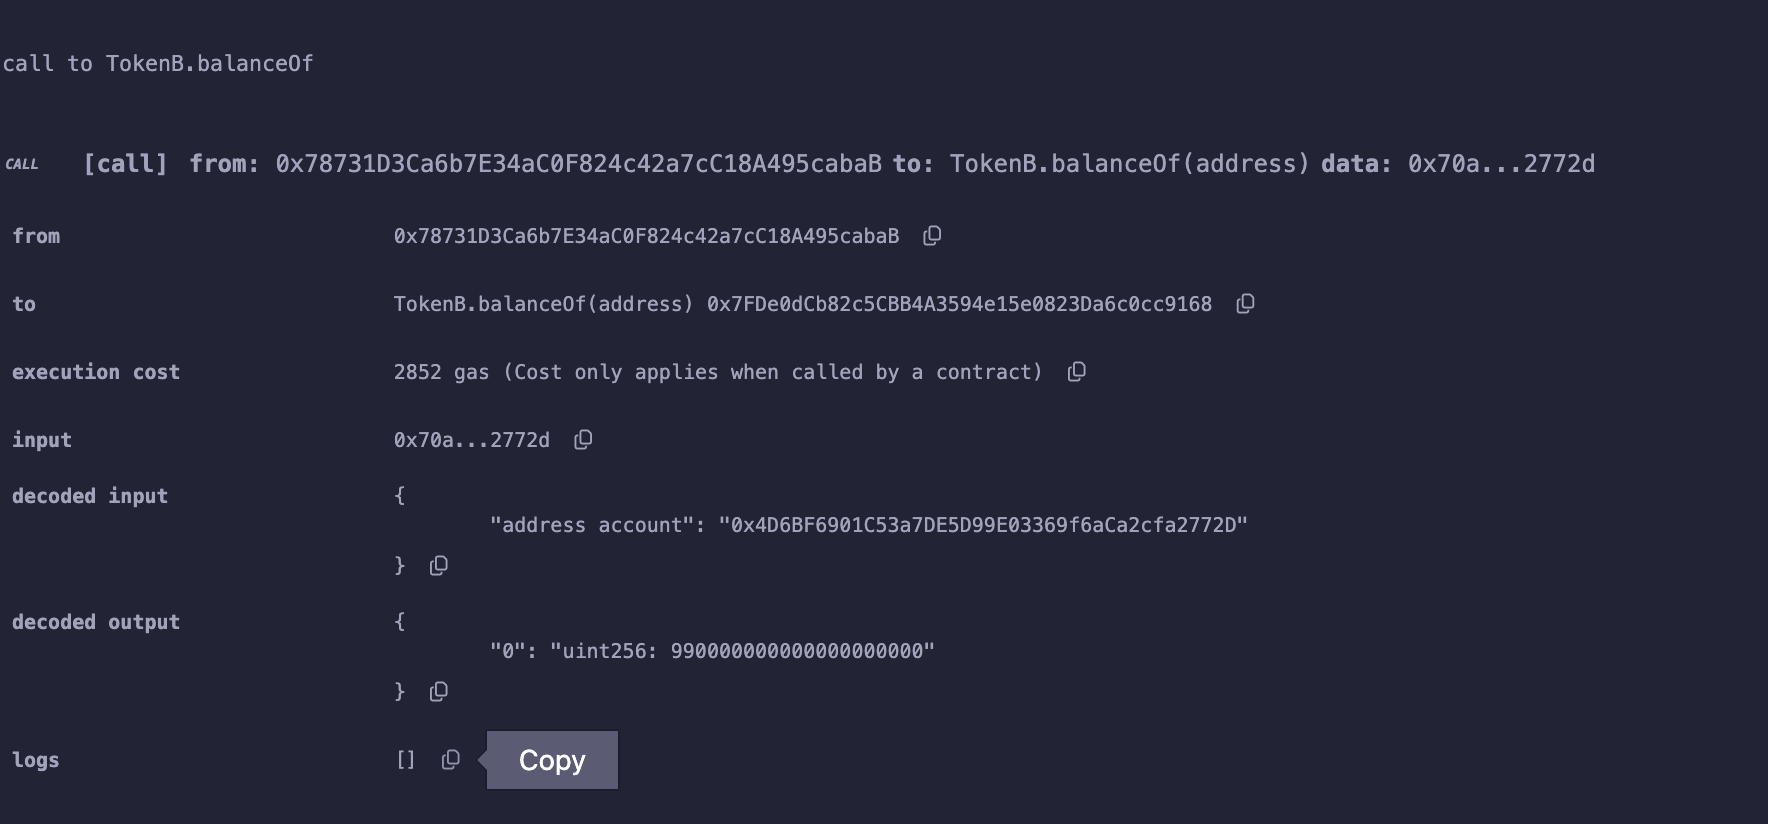 call to TokenB.balanceOf
CALL [call] from: 0x78731D3Ca6b7E34aC0F824c42a7cC18A495cabaB to: TokenB.balanceOf(address) data: 0x70a...2772d
from 0x78731D3Ca6b7E34aC0F824c42a7cC18A495cabaB
to TokenB.balanceOf(address) 0x7FDe0dCb82c5CBB4A3594e15e0823Da6c0cc9168
execution cost 2852 gas (Cost only applies when called by a contract)
input 0x70a...2772d
decoded input {
"address account": "0x4D6BF6901C53a7DE5D99E03369f6aCa2cfa2772D"
}
decoded output {
"0": "uint256: 990000000000000000000"
}
logs [] Copy